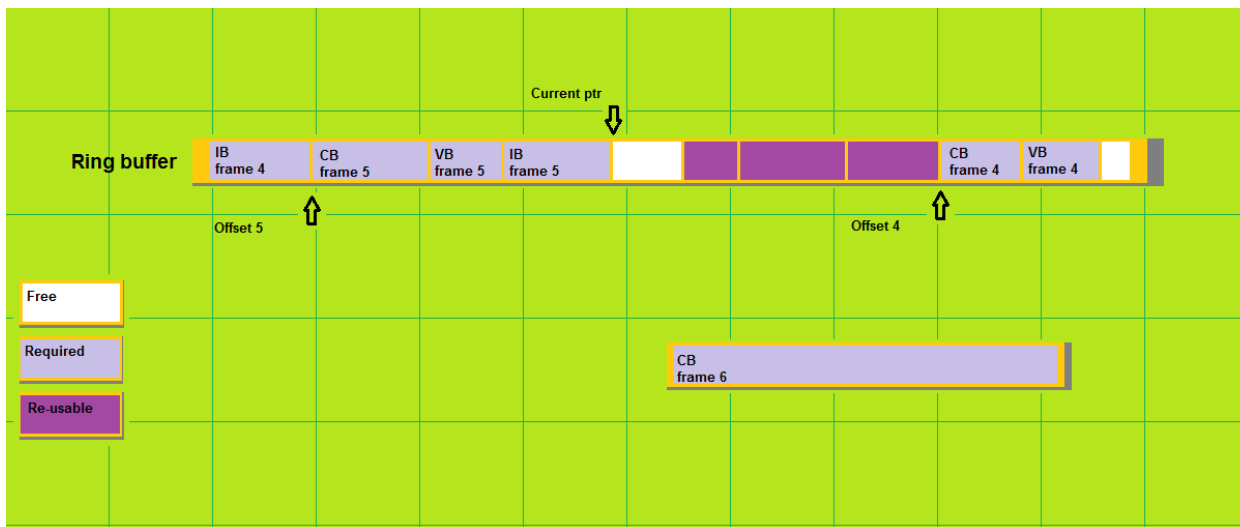 Current ptr
Ring buffer
IB
frame 4
CB
frame 5
VB
frame 5
IB
frame 5
CB
frame 4
VB
frame 4
Offset 5
Offset 4
Free
Required
Re-usable
CB
frame 6